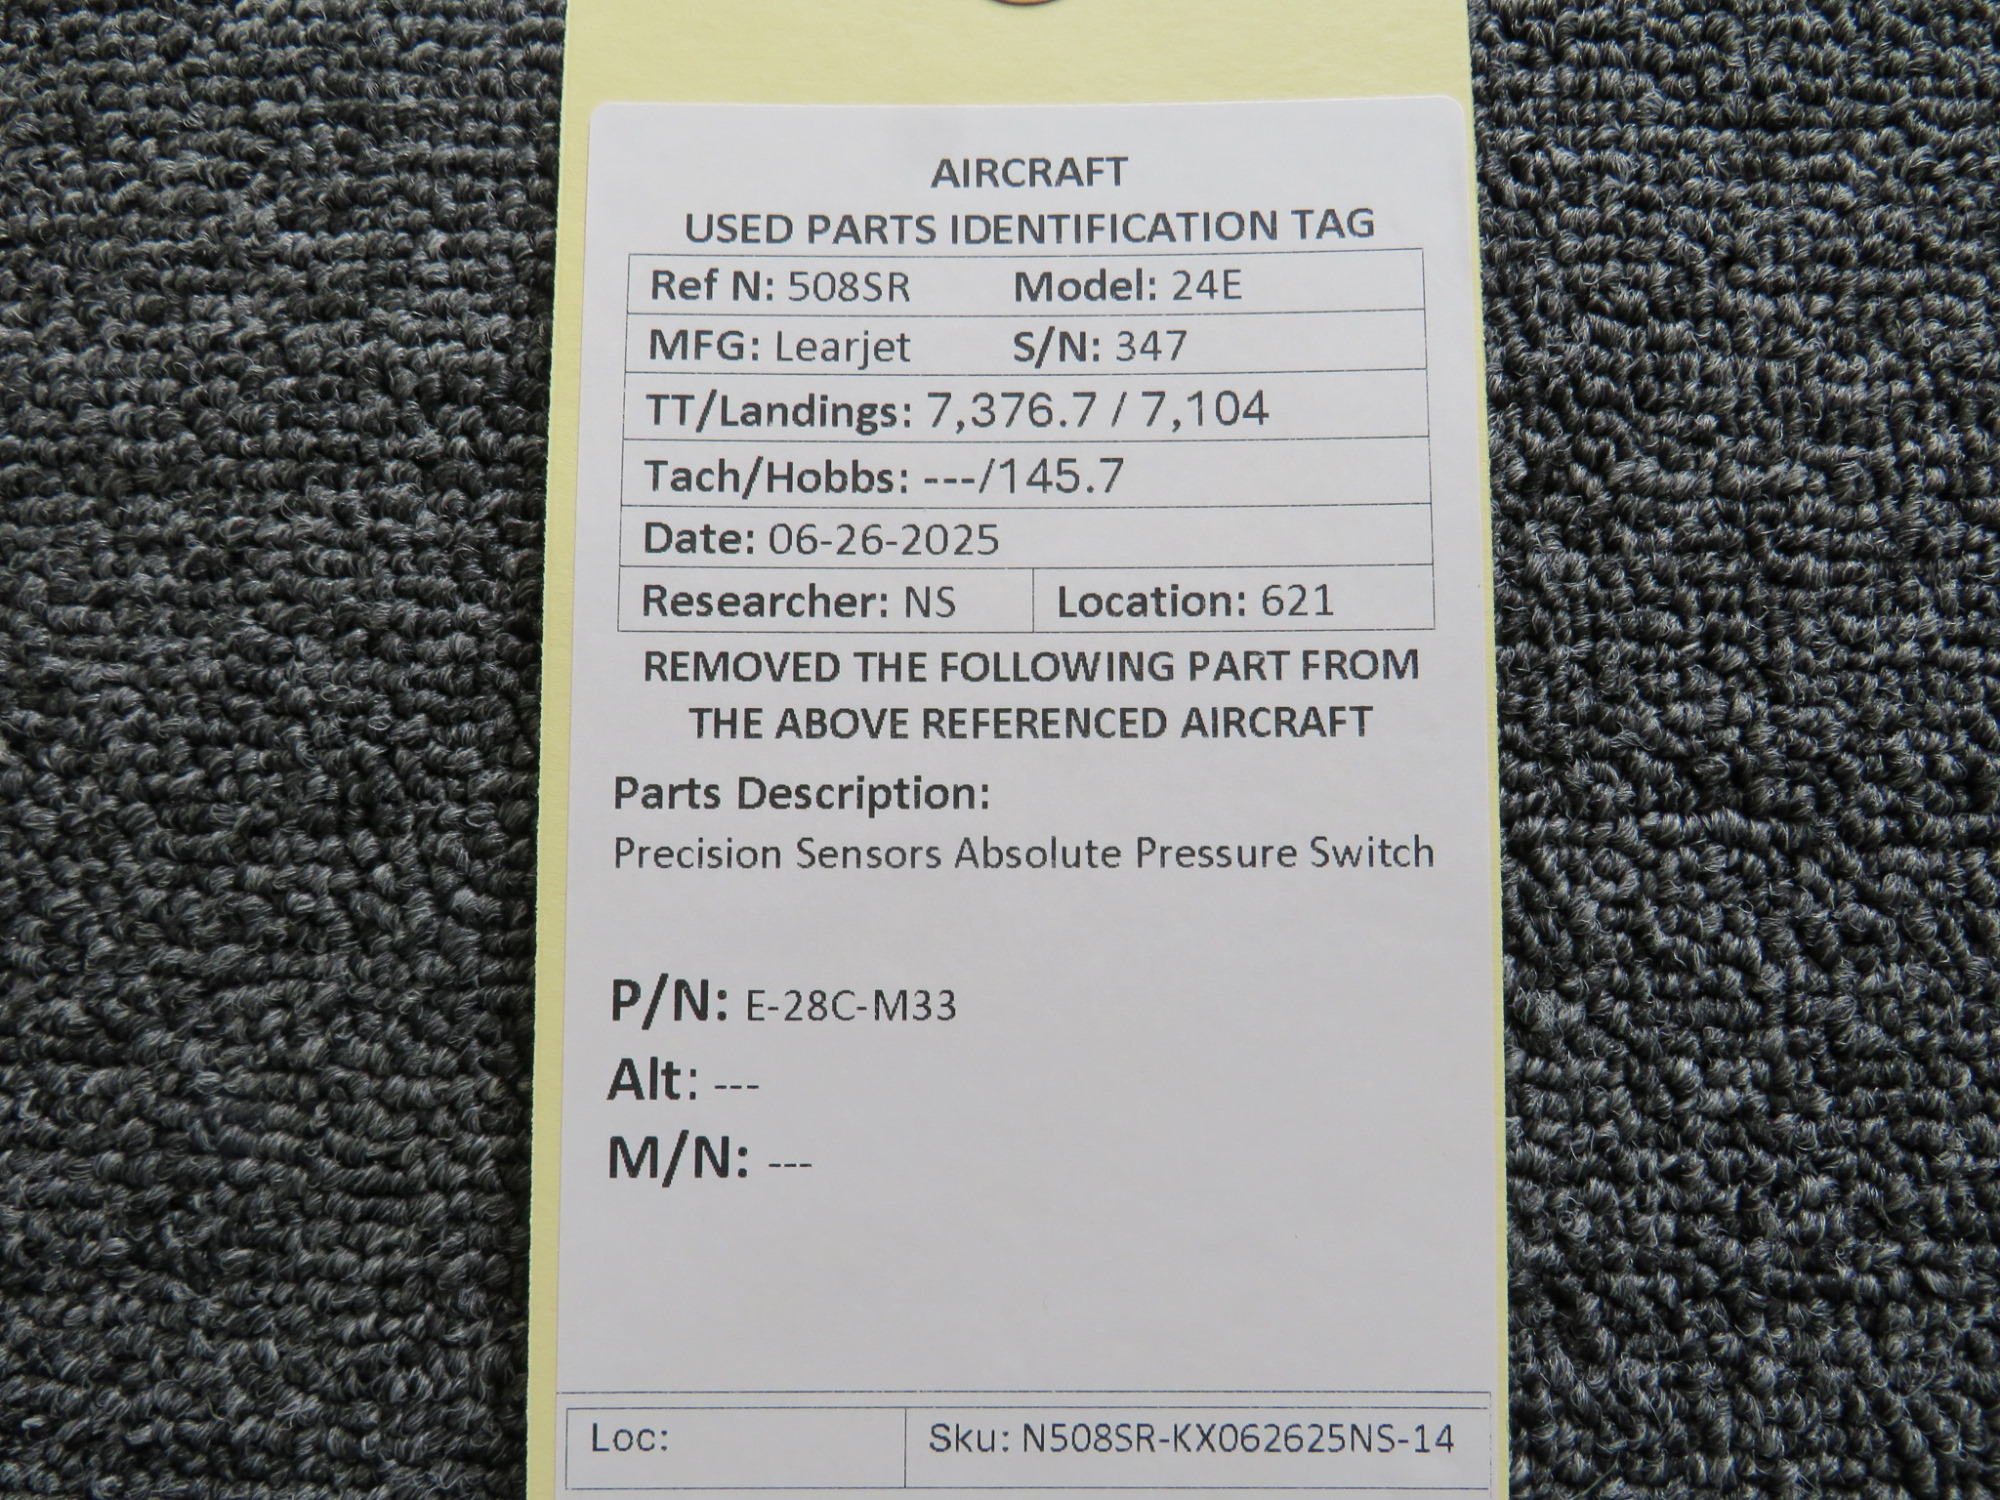 AIRCRAFT
USED PARTS IDENTIFICATION TAG
Ref N: 508SR Model: 24E
MFG: Learjet S/N: 347
TT/Landings: 7,376.7 / 7,104
Tach/Hobbs: ---/145.7
Date: 06-26-2025
Researcher: NS Location: 621
REMOVED THE FOLLOWING PART FROM
THE ABOVE REFERENCED AIRCRAFT
Parts Description:
Precision Sensors Absolute Pressure Switch
P/N: E-28C-M33
Alt: ---
M/N: ---
Loc: Sku: N508SR-KX062625NS-14